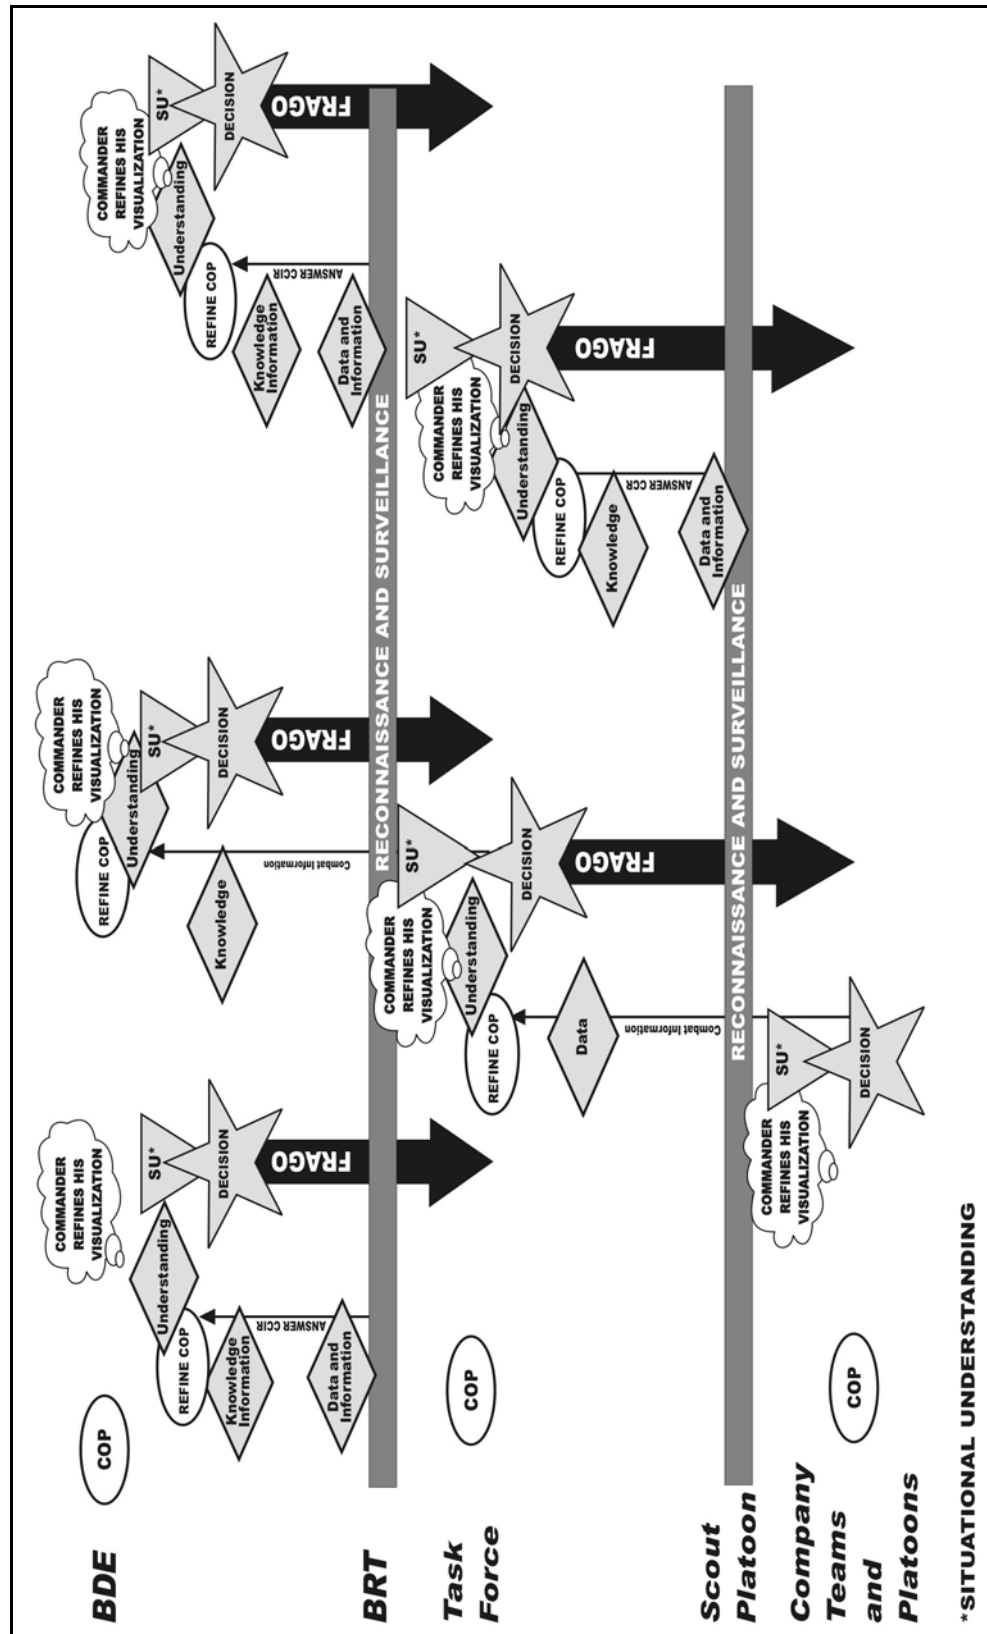 BDE
COP
COMMANDER
REFINES HIS
VISUALIZATION
Understanding
REFINE COP
SU*
DECISION
ANSWER CCIR
Knowledge
Information
Data and
Information
FRAGO
COMMANDER
REFINES HIS
VISUALIZATION
REFINE COP
Understanding
SU*
DECISION
Knowledge
Combat Information
FRAGO
COMMANDER
REFINES HIS
VISUALIZATION
SU*
Understanding
REFINE COP
DECISION
ANSWER CCIR
Knowledge
Information
Data and
Information
FRAGO
BRT
RECONNAISSANCE AND SURVEILLANCE
Task
Force
COP
COMMANDER
REFINES HIS
VISUALIZATION
SU*
Understanding
REFINE COP
DECISION
Data
Combat Information
FRAGO
COMMANDER
REFINES HIS
VISUALIZATION
SU*
Understanding
REFINE COP
DECISION
Knowledge
ANSWER CCR
Data and
Information
FRAGO
Scout
Platoon
RECONNAISSANCE AND SURVEILLANCE
Company
Teams
and
Platoons
COP
COMMANDER
REFINES HIS
VISUALIZATION
SU*
DECISION
*SITUATIONAL UNDERSTANDING